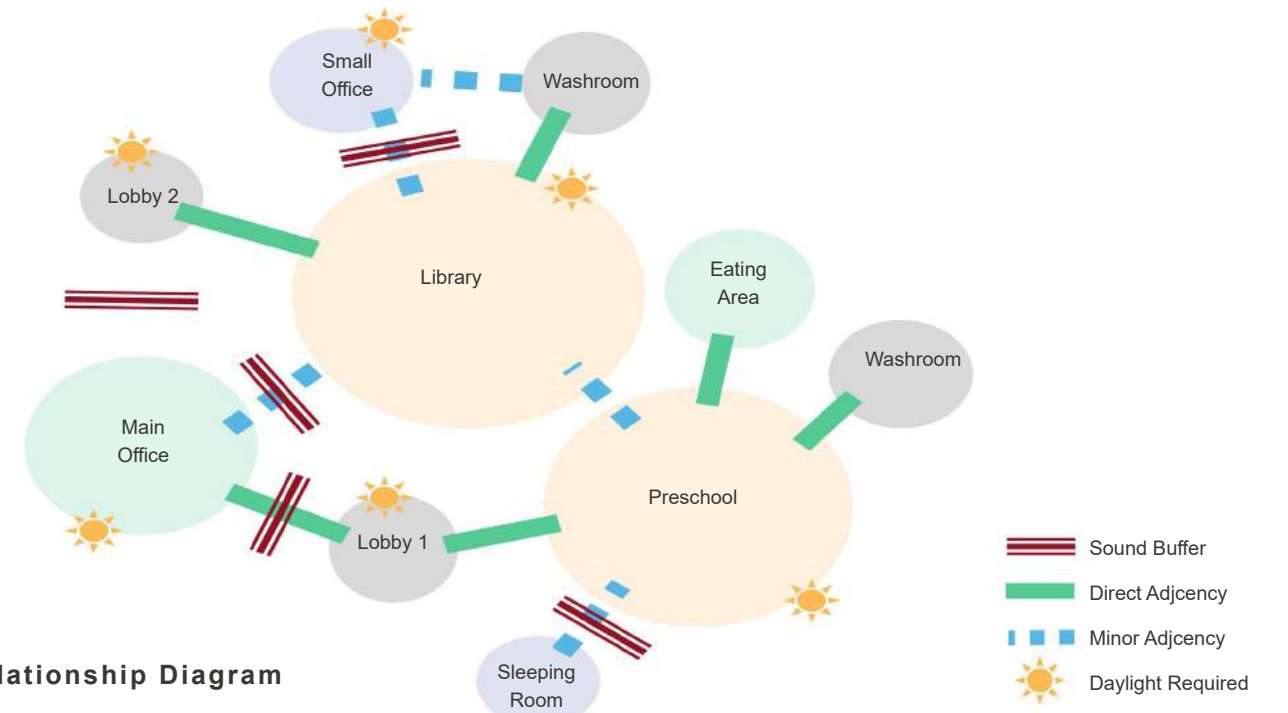 Small
Office
Washroom
Lobby 2
Library
Eating
Area
Washroom
Main
Office
Preschool
Lobby 1
Sound Buffer
Direct Adjcency
Minor Adjcency
Daylight Required
Sleeping
Room
lationship Diagram